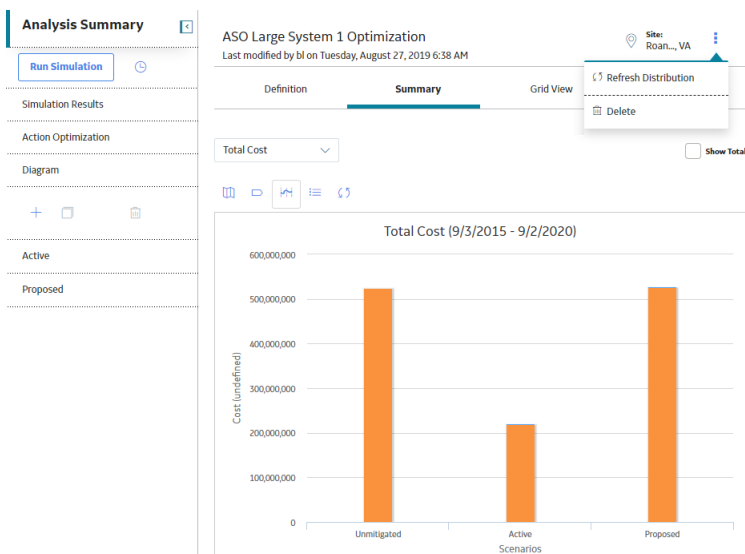 Analysis Summary
Run Simulation
Simulation Results
Action Optimization
Diagram
Active
Proposed
ASO Large System 1 Optimization
Last modified by bl on Tuesday, August 27, 2019 6:38 AM
Site:
Roan..., VA
Refresh Distribution
Delete
Definition
Summary
Grid View
Total Cost
Show Total
Total Cost (9/3/2015 - 9/2/2020)
Cost (undefined)
600,000,000
500,000,000
400,000,000
300,000,000
200,000,000
100,000,000
0
Unmitigated
Active
Proposed
Scenarios